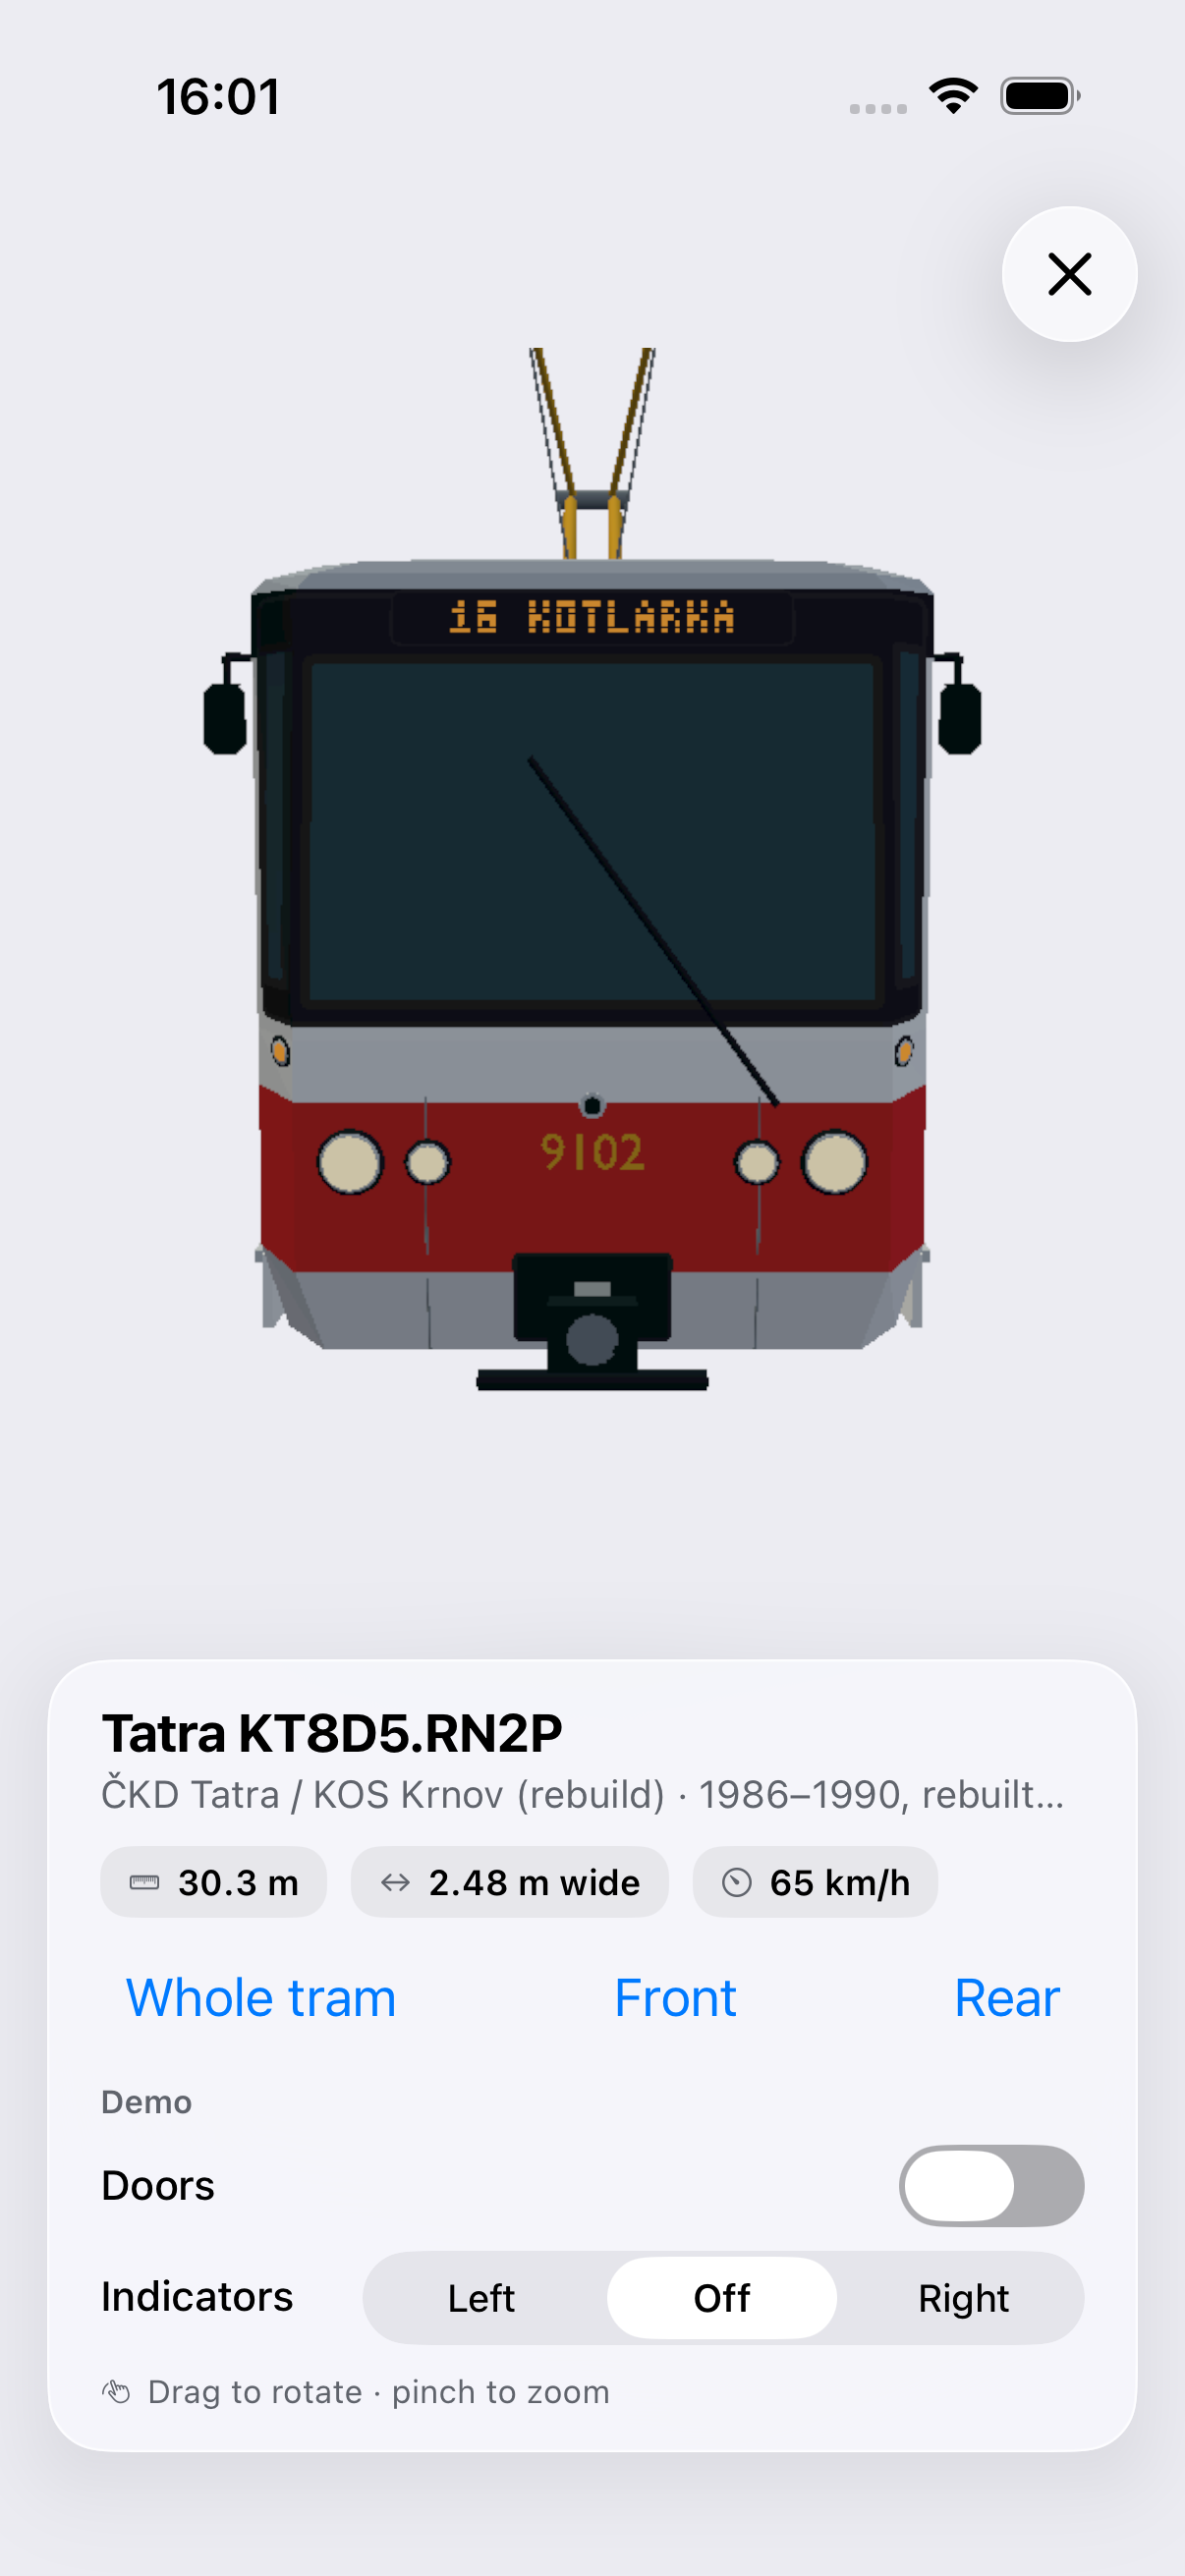 16:01
16 KOTLARKA
9102
Tatra KT8D5.RN2P
ČKD Tatra / KOS Krnov (rebuild) · 1986–1990, rebuilt...
30.3 m
2.48 m wide
65 km/h
Whole tram
Front
Rear
Demo
Doors
Indicators
Left
Off
Right
Drag to rotate · pinch to zoom